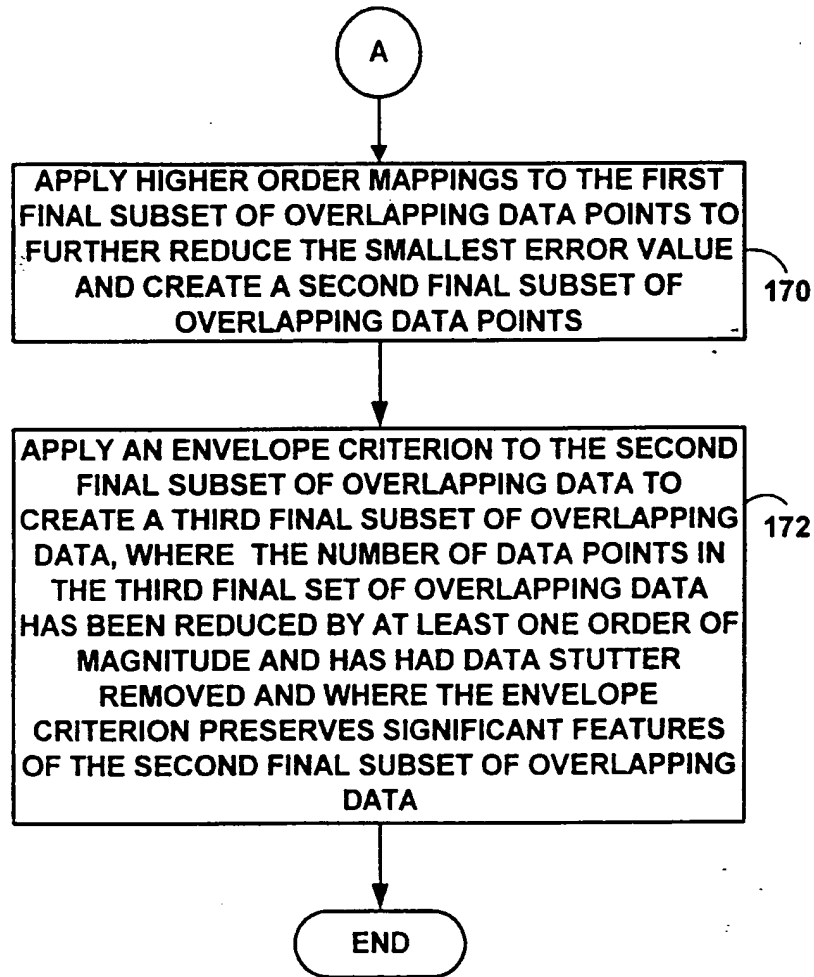 A
APPLY HIGHER ORDER MAPPINGS TO THE FIRST
FINAL SUBSET OF OVERLAPPING DATA POINTS TO
FURTHER REDUCE THE SMALLEST ERROR VALUE
AND CREATE A SECOND FINAL SUBSET OF
OVERLAPPING DATA POINTS
170
APPLY AN ENVELOPE CRITERION TO THE SECOND
FINAL SUBSET OF OVERLAPPING DATA TO
CREATE A THIRD FINAL SUBSET OF OVERLAPPING
DATA, WHERE THE NUMBER OF DATA POINTS IN
THE THIRD FINAL SET OF OVERLAPPING DATA
HAS BEEN REDUCED BY AT LEAST ONE ORDER OF
MAGNITUDE AND HAS HAD DATA STUTTER
REMOVED AND WHERE THE ENVELOPE
CRITERION PRESERVES SIGNIFICANT FEATURES
OF THE SECOND FINAL SUBSET OF OVERLAPPING
DATA
172
END